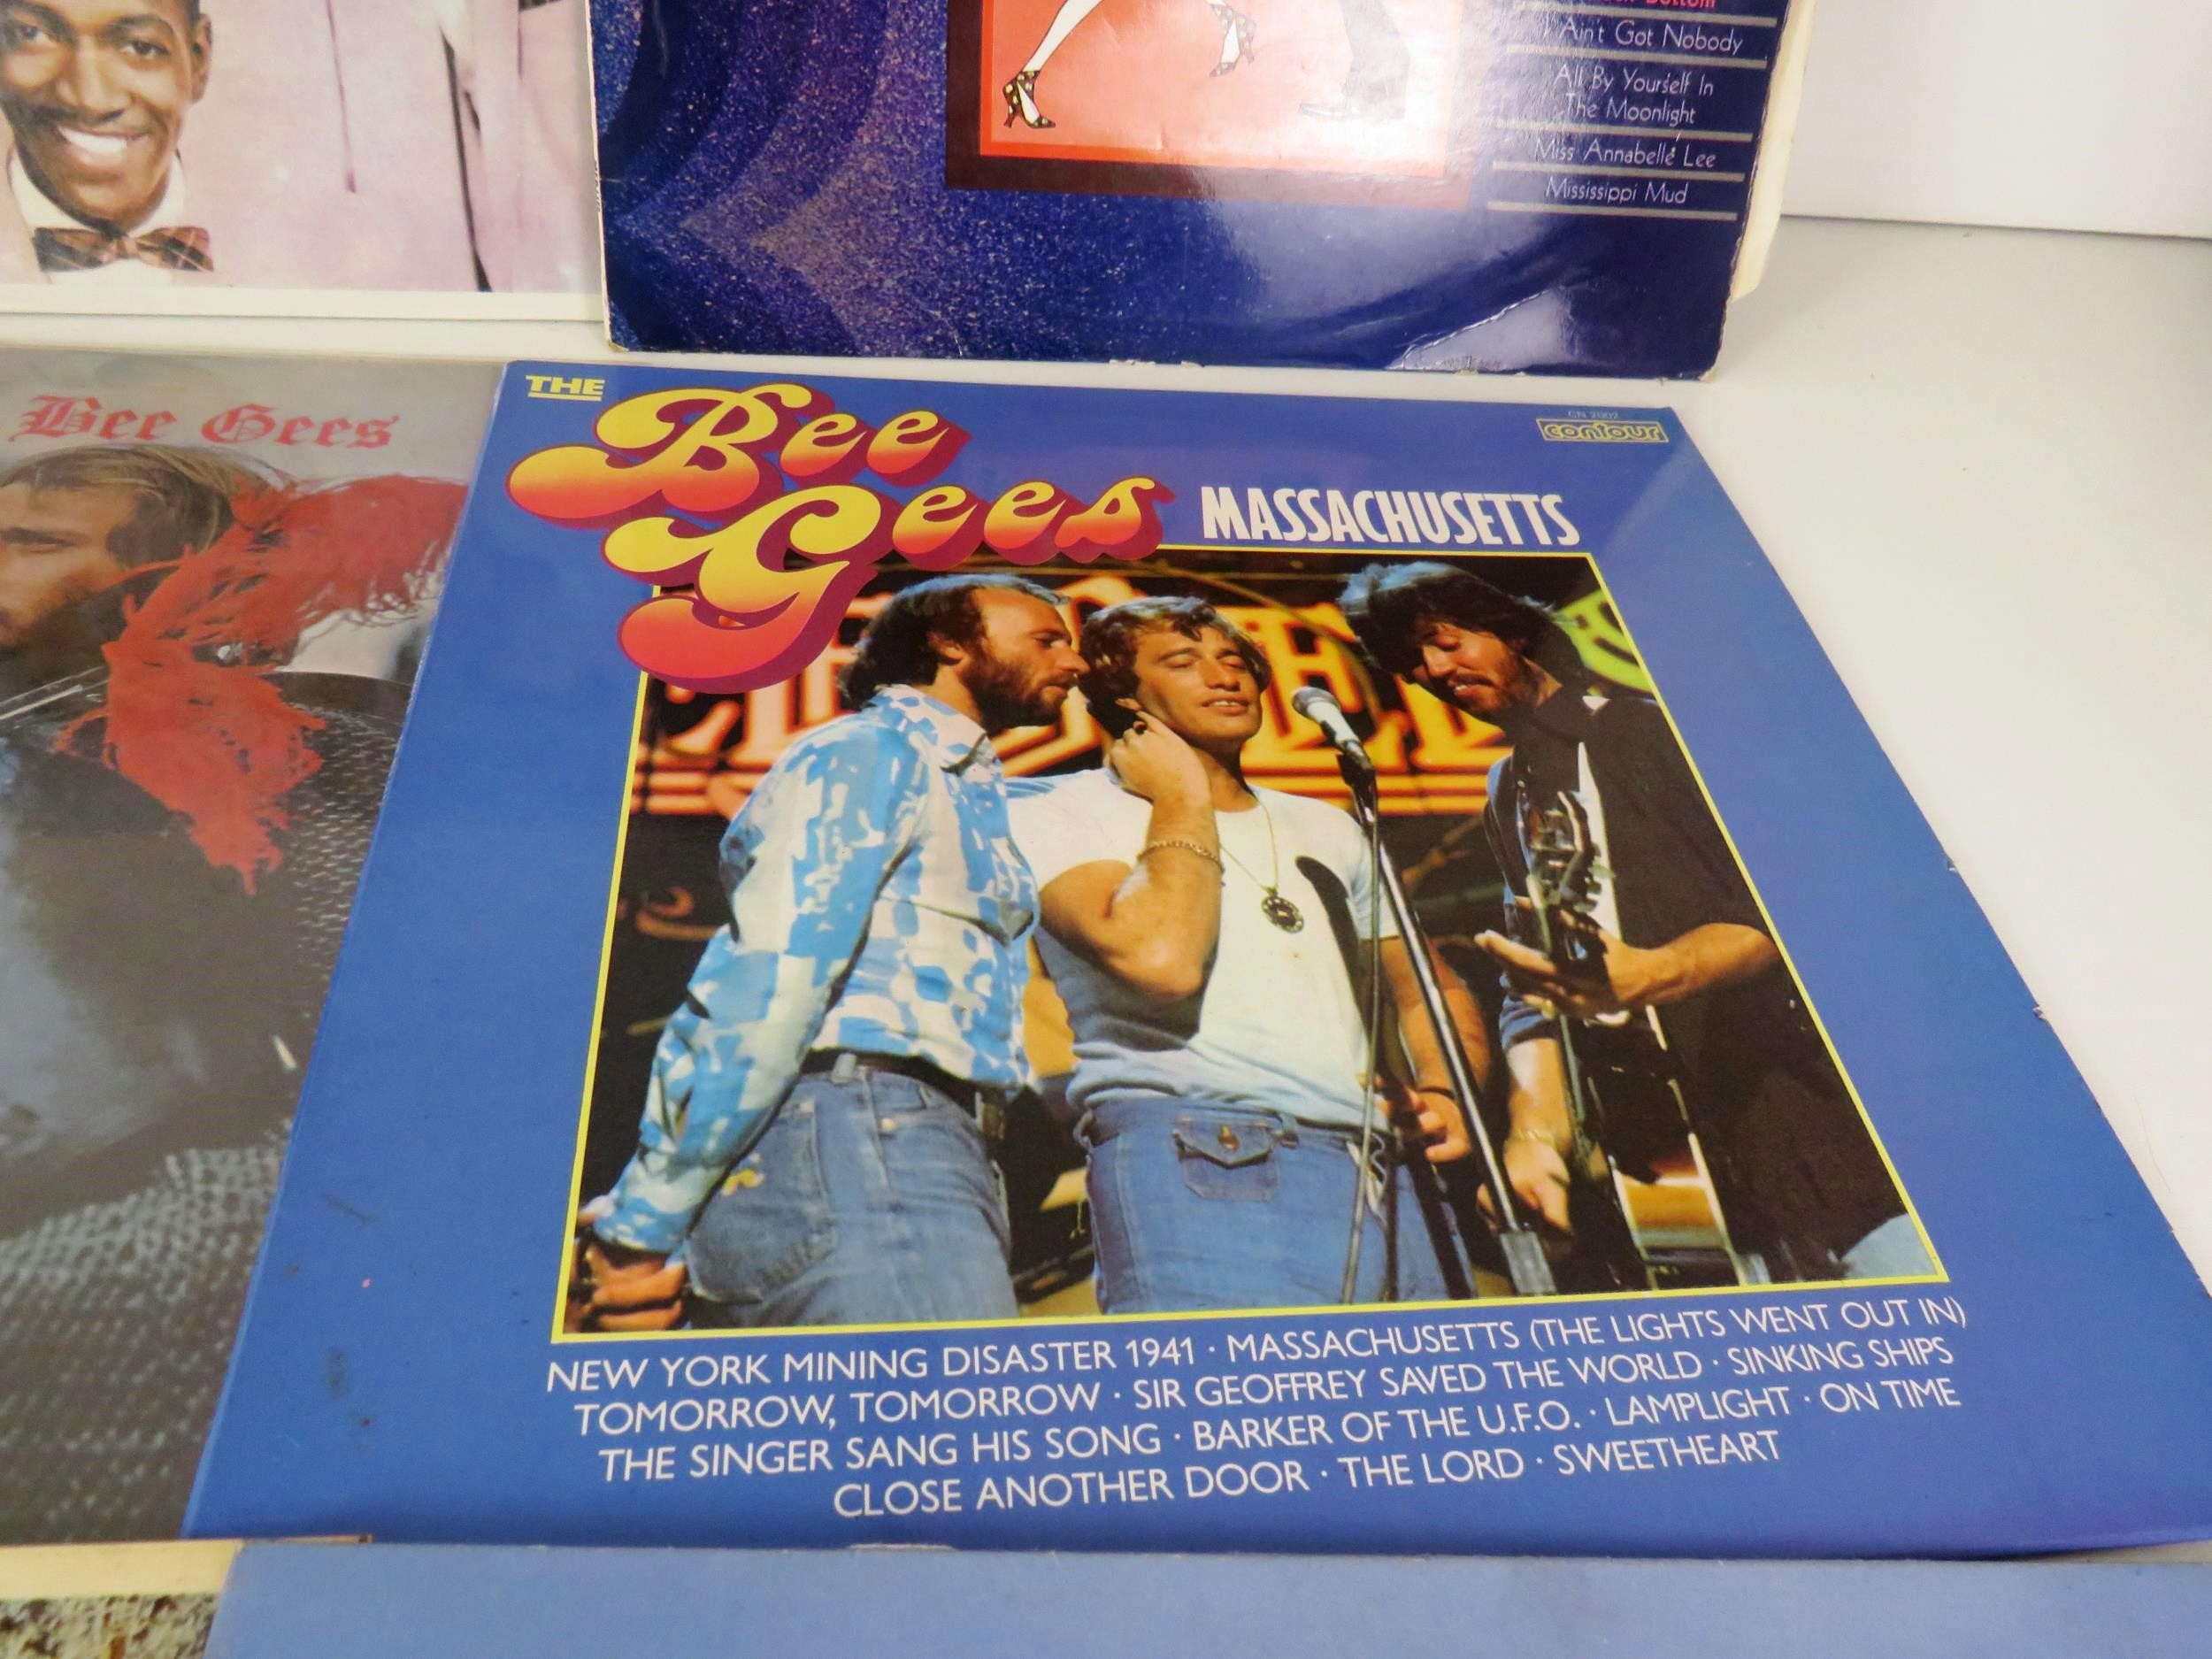 Bottom
Ain't Got Nobody
All By Yourself In
The Moonlight
Miss Annabelle Lee
Mississippi Mud
Bee Gees
THE
Bee
Gees
MASSACHUSETTS
CN 2007
contour
NEW YORK MINING DISASTER 1941 · MASSACHUSETTS (THE LIGHTS WENT OUT IN)
TOMORROW, TOMORROW · SIR GEOFFREY SAVED THE WORLD · SINKING SHIPS
THE SINGER SANG HIS SONG · BARKER OF THE U.F.O. · LAMPLIGHT · ON TIME
CLOSE ANOTHER DOOR · THE LORD · SWEETHEART